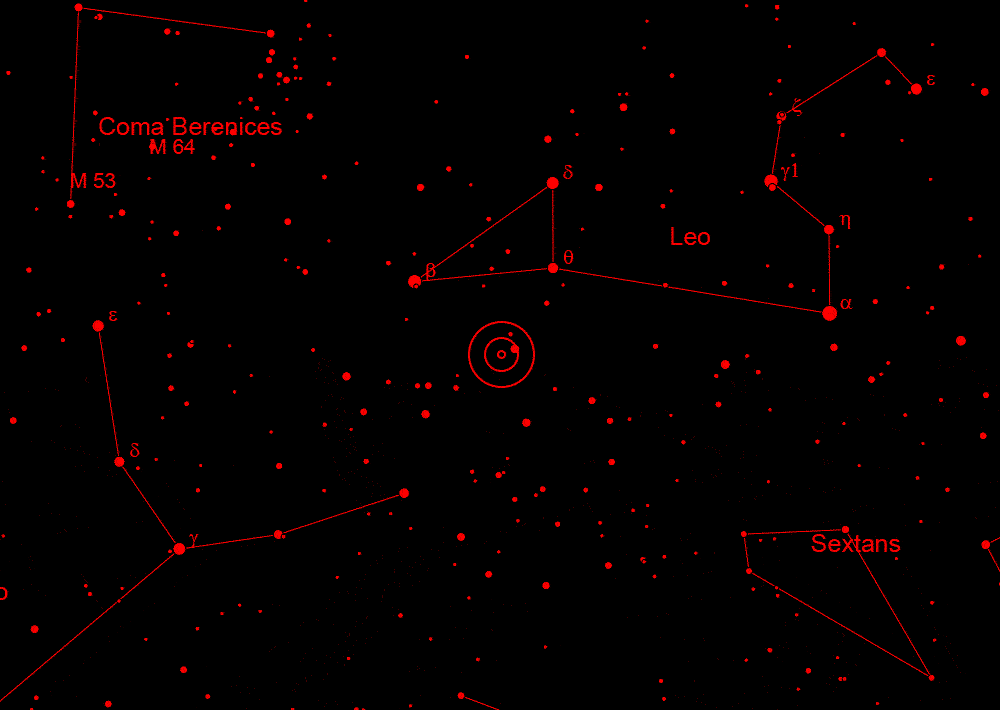 ε
ζ
Coma Berenices
M 64
γ1
δ
M 53
η
Leo
θ
β
α
ε
δ
γ
Sextans
o